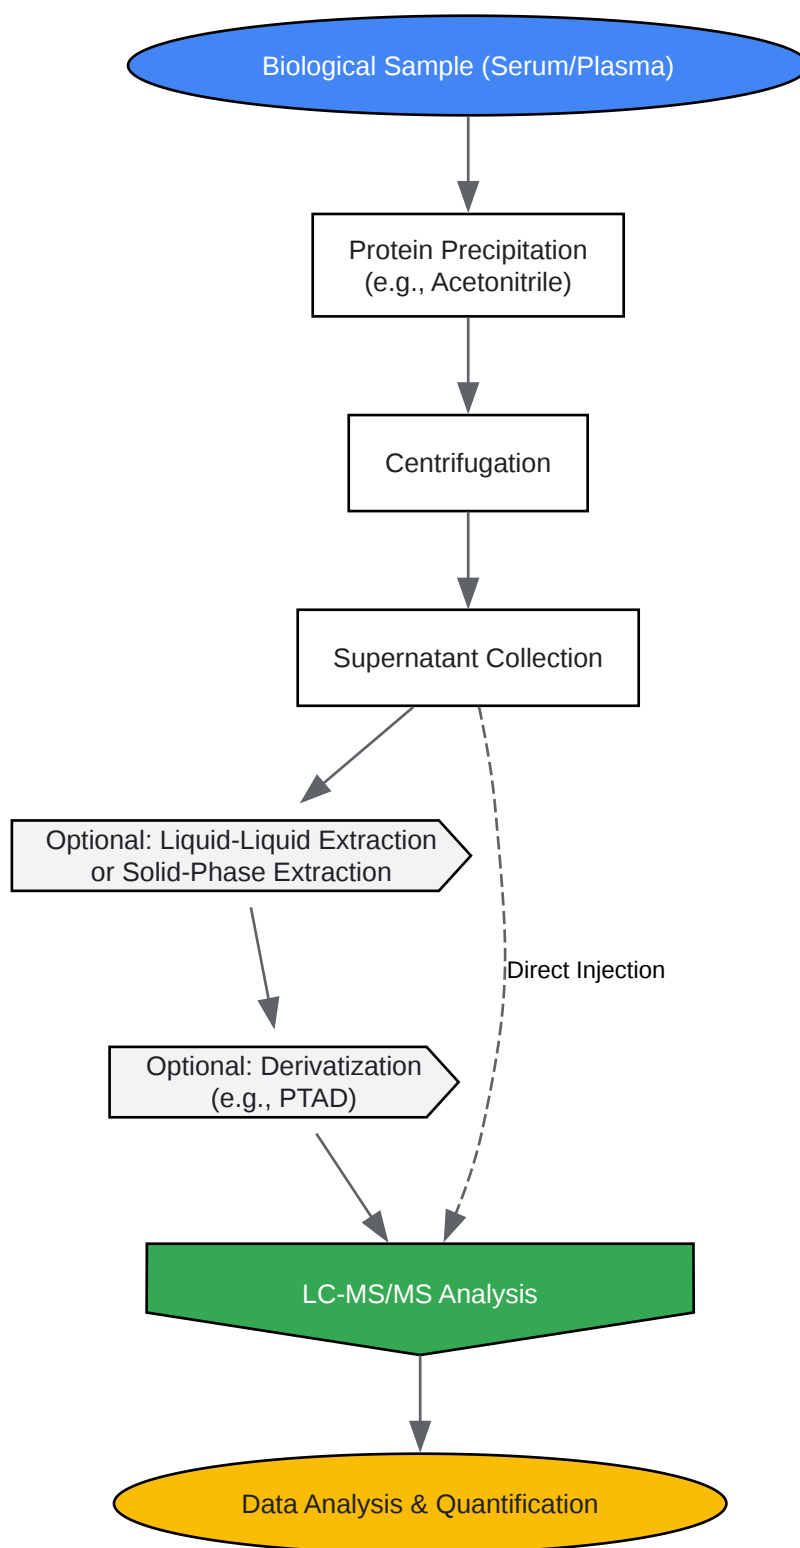 Biological Sample (Serum/Plasma)
Protein Precipitation
(e.g., Acetonitrile)
Centrifugation
Supernatant Collection
Optional: Liquid-Liquid Extraction
or Solid-Phase Extraction
Direct Injection
Optional: Derivatization
(e.g., PTAD)
LC-MS/MS Analysis
Data Analysis & Quantification